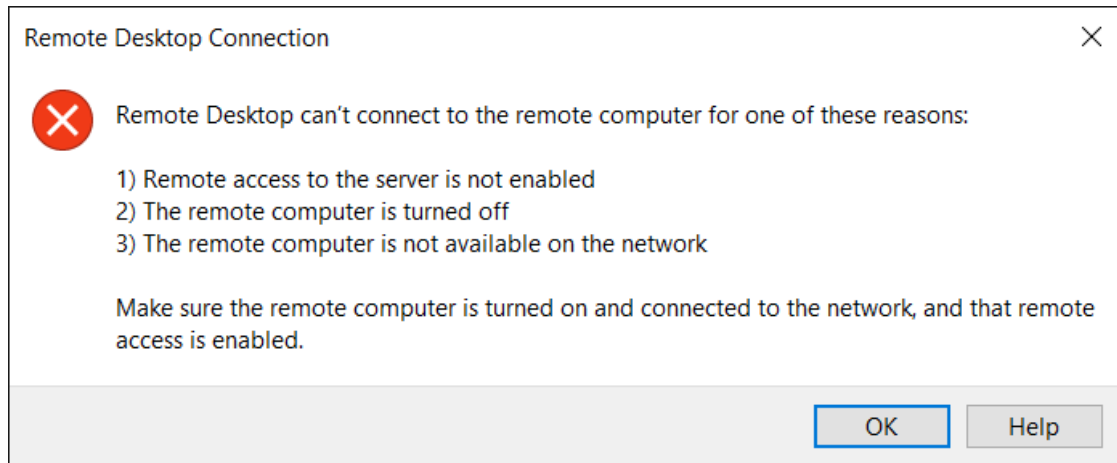 Remote Desktop Connection
Remote Desktop can't connect to the remote computer for one of these reasons:
1) Remote access to the server is not enabled
2) The remote computer is turned off
3) The remote computer is not available on the network
Make sure the remote computer is turned on and connected to the network, and that remote
access is enabled.
OK
Help